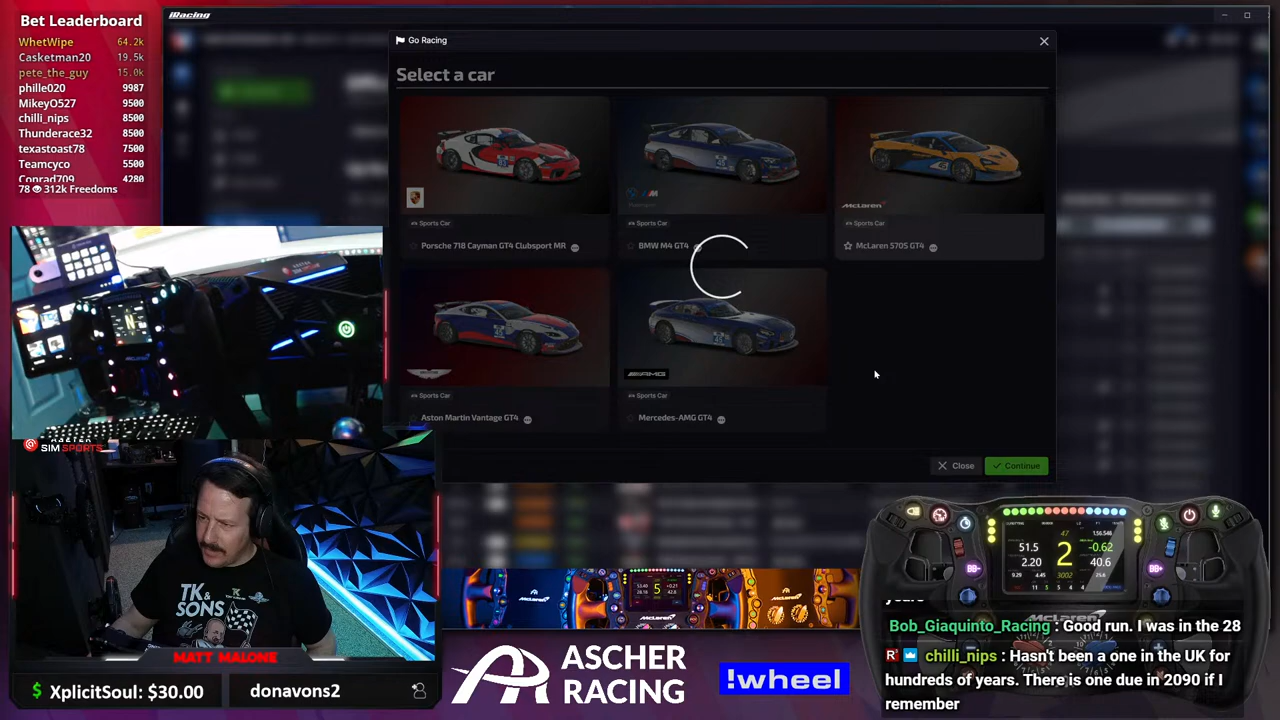 Bet Leaderboard
WhetWipe 64.2k
Casketman20 19.5k
pete_the_guy 15.0k
phille020 9987
MikeyO527 9500
chilli_nips 8500
Thunderace32 8500
texastoast78 7500
Teamcyco 5500
Conrad709 4280
78 312k Freedoms
iRacing
Go Racing
Select a car
Sports Car
Porsche 718 Cayman GT4 Clubsport MR
Sports Car
BMW M4 GT4
McLaren
Sports Car
McLaren 570S GT4
Sports Car
Aston Martin Vantage GT4
AMG
Sports Car
Mercedes-AMG GT4
Close
Continue
SIM SPORTS
TK&
& SONS
MATT MALONE
$ XplicitSoul: $30.00
donavons2
ASCHER
RACING
!wheel
51.5
2.20
2
-0.62
40.6
3002
McLaren
Bob_Giaquinto_Racing : Good run. I was in the 28
chilli_nips : Hasn't been a one in the UK for
hundreds of years. There is one due in 2090 if I
remember